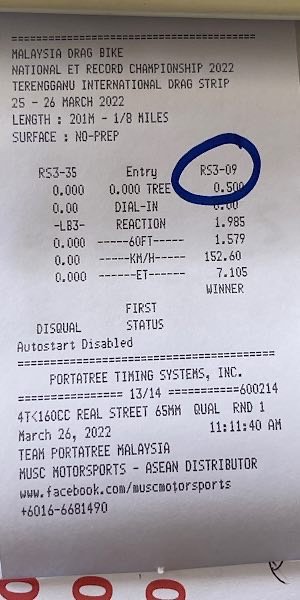 MALAYSIA DRAG BIKE
NATIONAL ET RECORD CHAMPIONSHIP 2022
TERENGGANU INTERNATIONAL DRAG STRIP
25 - 26 MARCH 2022
LENGTH : 201M - 1/8 MILES
SURFACE : NO-PREP
RS3-35 Entry RS3-09
0.000 0.000 TREE 0.500
0.00 DIAL-IN 0.00
-LB3- REACTION 1.985
0.000 ------60FT------ 1.579
0.00 -----KM/H----- 152.60
0.000 ------ET------ 7.105
WINNER
FIRST
DISQUAL STATUS
Autostart Disabled
PORTATREE TIMING SYSTEMS, INC.
================ 13/14 ===========600214
4T<160CC REAL STREET 65MM QUAL RND 1
March 26, 2022 11:11:40 AM
TEAM PORTATREE MALAYSIA
MUSC MOTORSPORTS - ASEAN DISTRIBUTOR
www.facebook.com/muscmotorsports
+6016-6681490